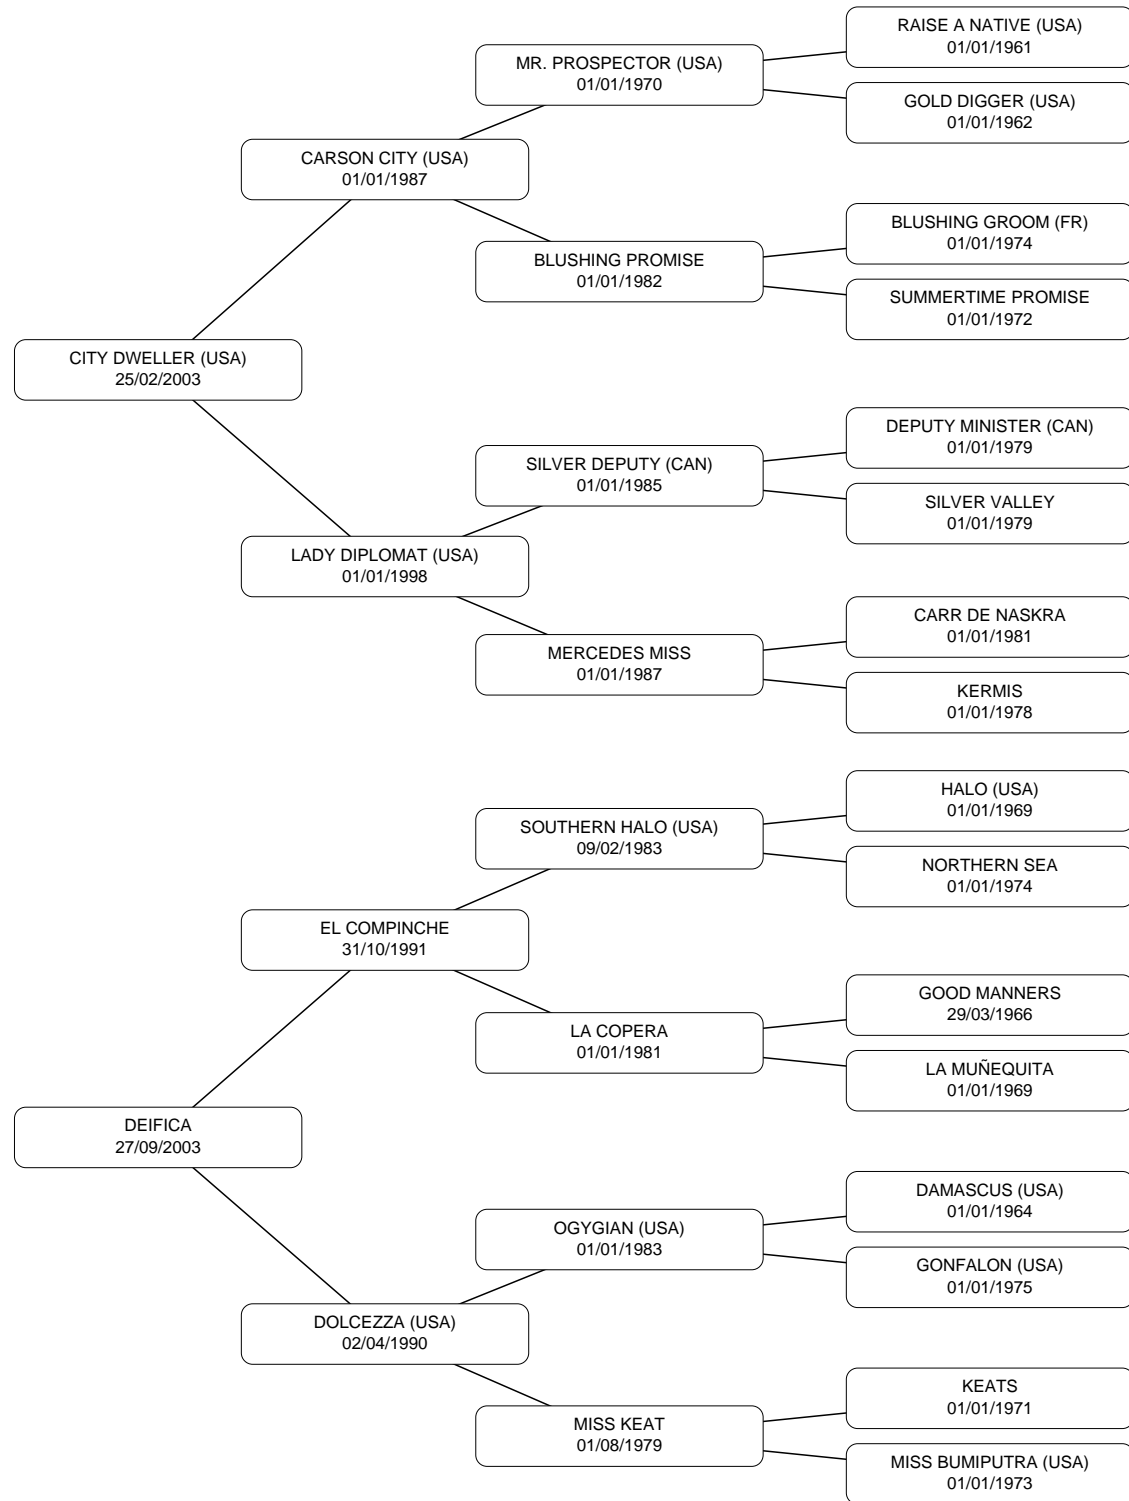 RAISE A NATIVE (USA)
01/01/1961
MR. PROSPECTOR (USA)
01/01/1970
GOLD DIGGER (USA)
01/01/1962
CARSON CITY (USA)
01/01/1987
BLUSHING GROOM (FR)
01/01/1974
BLUSHING PROMISE
01/01/1982
SUMMERTIME PROMISE
01/01/1972
CITY DWELLER (USA)
25/02/2003
DEPUTY MINISTER (CAN)
01/01/1979
SILVER DEPUTY (CAN)
01/01/1985
SILVER VALLEY
01/01/1979
LADY DIPLOMAT (USA)
01/01/1998
CARR DE NASKRA
01/01/1981
MERCEDES MISS
01/01/1987
KERMIS
01/01/1978
HALO (USA)
01/01/1969
SOUTHERN HALO (USA)
09/02/1983
NORTHERN SEA
01/01/1974
EL COMPINCHE
31/10/1991
GOOD MANNERS
29/03/1966
LA COPERA
01/01/1981
LA MUÑEQUITA
01/01/1969
DEIFICA
27/09/2003
DAMASCUS (USA)
01/01/1964
OGYGIAN (USA)
01/01/1983
GONFALON (USA)
01/01/1975
DOLCEZZA (USA)
02/04/1990
KEATS
01/01/1971
MISS KEAT
01/08/1979
MISS BUMIPUTRA (USA)
01/01/1973